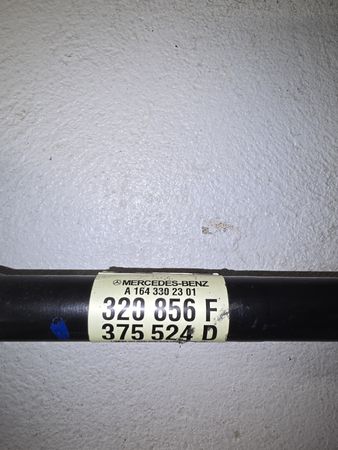 MERCEDES-BENZ
A 164 330 23 01
320 856 F
375 524 D